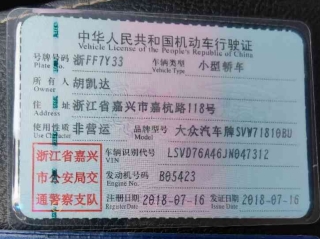 中华人民共和国机动车行驶证
Vehicle License of the People's Republic of China
号牌号码 浙FF7Y33 车辆类型 小型轿车
Plate No. Vehicle Type
所有人 胡凯达
Owner
住址 浙江省嘉兴市嘉杭路118号
Address
使用性质 非营运 品牌型号 大众汽车牌SVW71810BU
Use Character Model
浙江省嘉兴
市公安局交
通警察支队
车辆识别代号 LSVD76A46JN047312
VIN
发动机号码 B05423
Engine No.
注册日期 2018-07-16 发证日期 2018-07-16
Register Date Issue Date